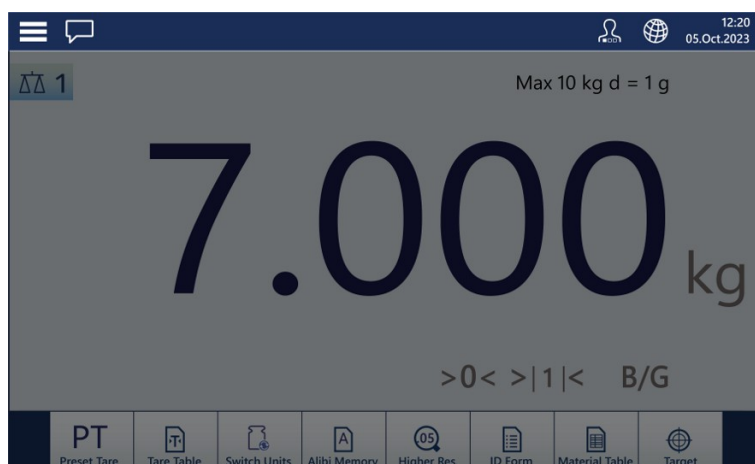 12:20
05.Oct.2023
1
Max 10 kg d = 1 g
7.000 kg
>0< >|1|< B/G
PT
Preset Tare
Tare Table
Switch Units
Alibi Memory
Higher Res.
ID Form
Material Table
Target